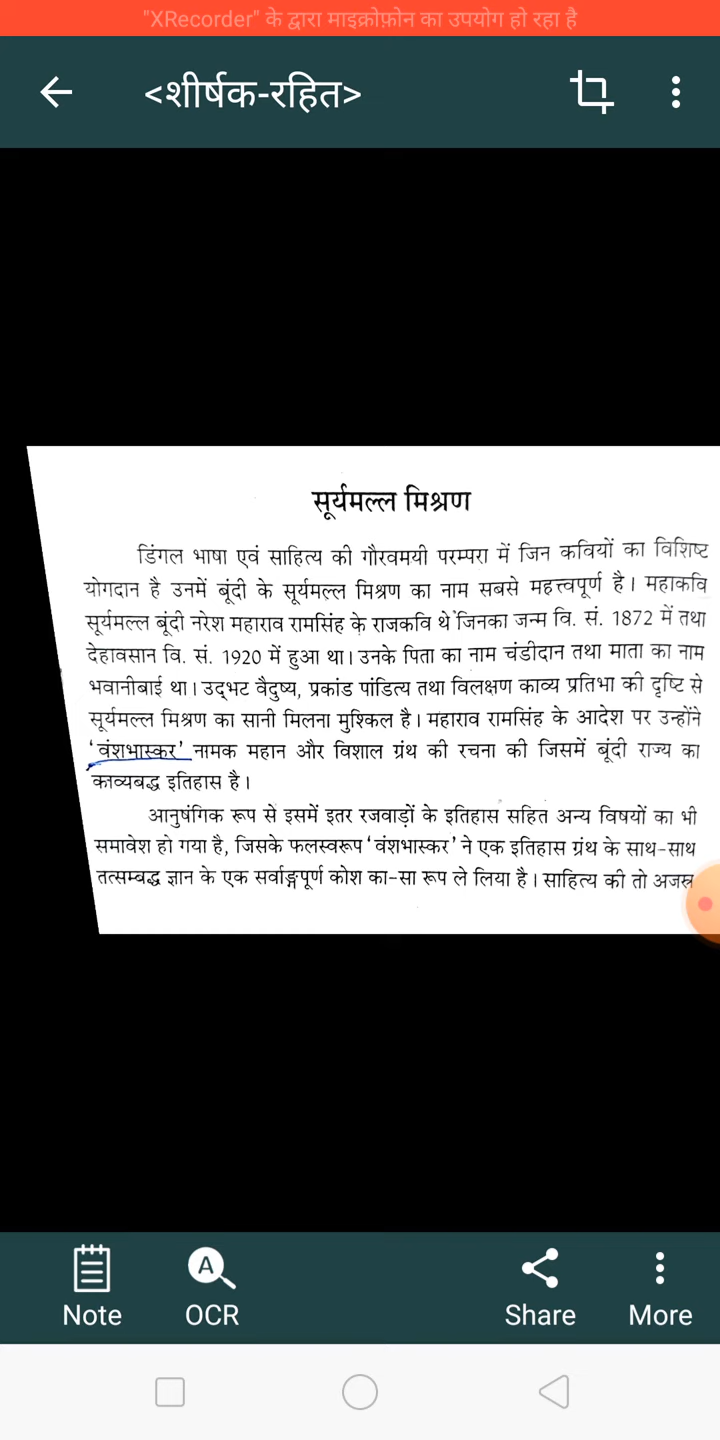 "XRecorder" के द्वारा माइक्रोफ़ोन का उपयोग हो रहा है
<शीर्षक-रहित>
सूर्यमल्ल मिश्रण
डिंगल भाषा एवं साहित्य की गौरवमयी परम्परा में जिन कवियों का विशिष्ट
योगदान है उनमें बूंदी के सूर्यमल्ल मिश्रण का नाम सबसे महत्त्वपूर्ण है। महाकवि
सूर्यमल्ल बूंदी नरेश महाराव रामसिंह के राजकवि थे जिनका जन्म वि. सं. 1872 में तथा
देहावसान वि. सं. 1920 में हुआ था। उनके पिता का नाम चंडीदान तथा माता का नाम
भवानीबाई था। उद्भट वैदुष्य, प्रकांड पांडित्य तथा विलक्षण काव्य प्रतिभा की दृष्टि से
सूर्यमल्ल मिश्रण का सानी मिलना मुश्किल है। महाराव रामसिंह के आदेश पर उन्होंने
'वंशभास्कर' नामक महान और विशाल ग्रंथ की रचना की जिसमें बूंदी राज्य का
काव्यबद्ध इतिहास है।
आनुषंगिक रूप से इसमें इतर रजवाड़ों के इतिहास सहित अन्य विषयों का भी
समावेश हो गया है, जिसके फलस्वरूप 'वंशभास्कर' ने एक इतिहास ग्रंथ के साथ-साथ
तत्सम्बद्ध ज्ञान के एक सर्वाङ्गपूर्ण कोश का-सा रूप ले लिया है। साहित्य की तो अजस्र
Note OCR Share More